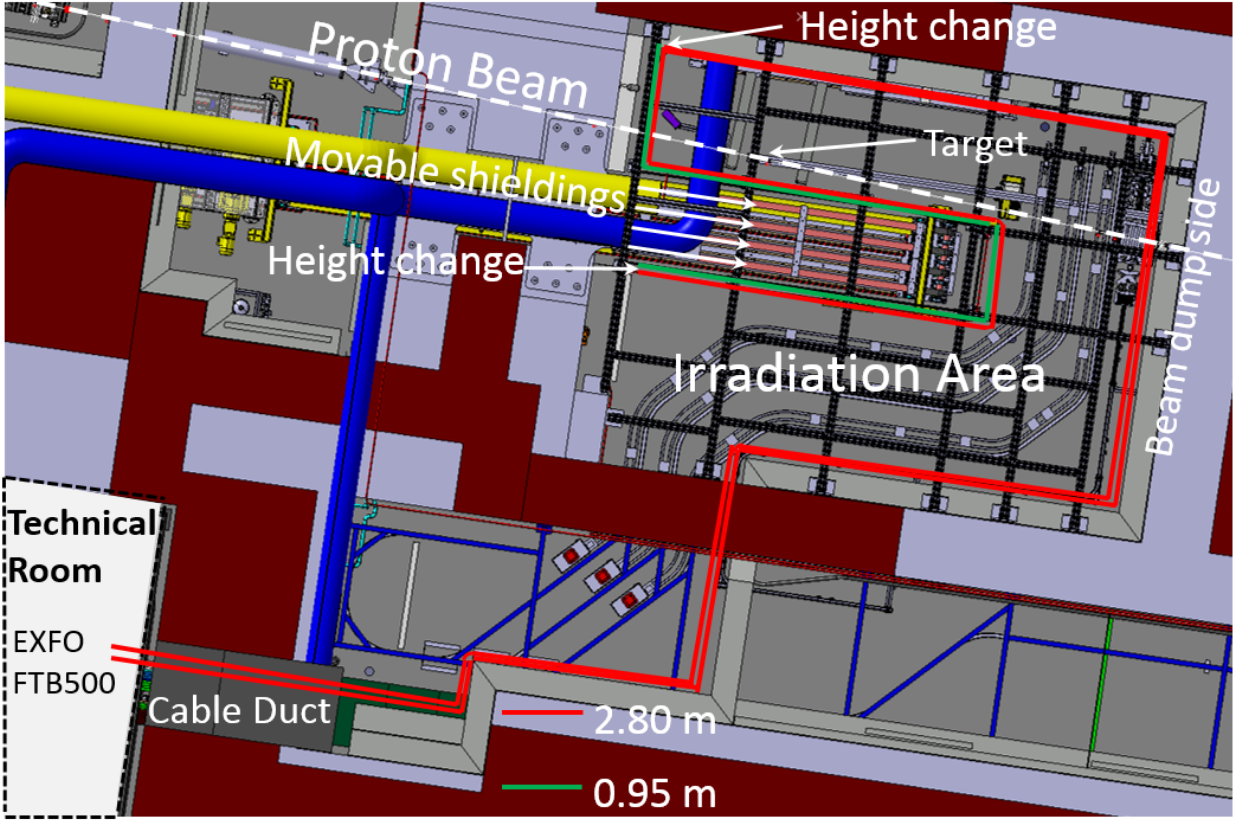 Height change
Proton Beam
Target
Movable shieldings
Height change
Irradiation Area
Beam dump side
Technical
Room
EXFO
FTB500
Cable Duct
2.80 m
0.95 m